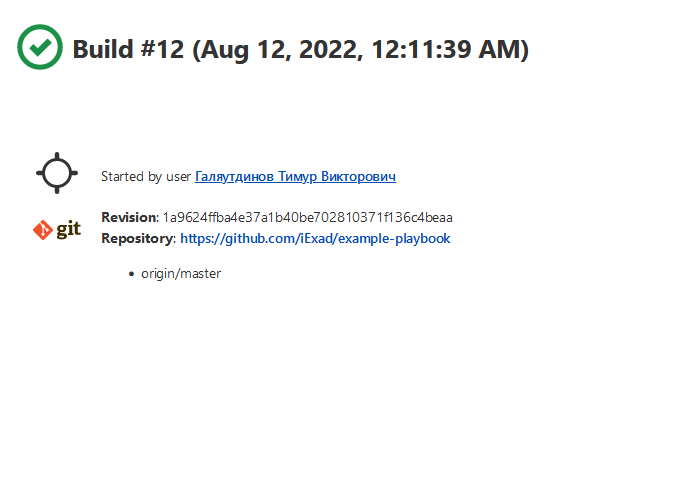 Build #12 (Aug 12, 2022, 12:11:39 AM)
Started by user Галяутдинов Тимур Викторович
git
Revision: 1a9624ffba4e37a1b40be702810371f136c4beaa
Repository: https://github.com/iExad/example-playbook
• origin/master